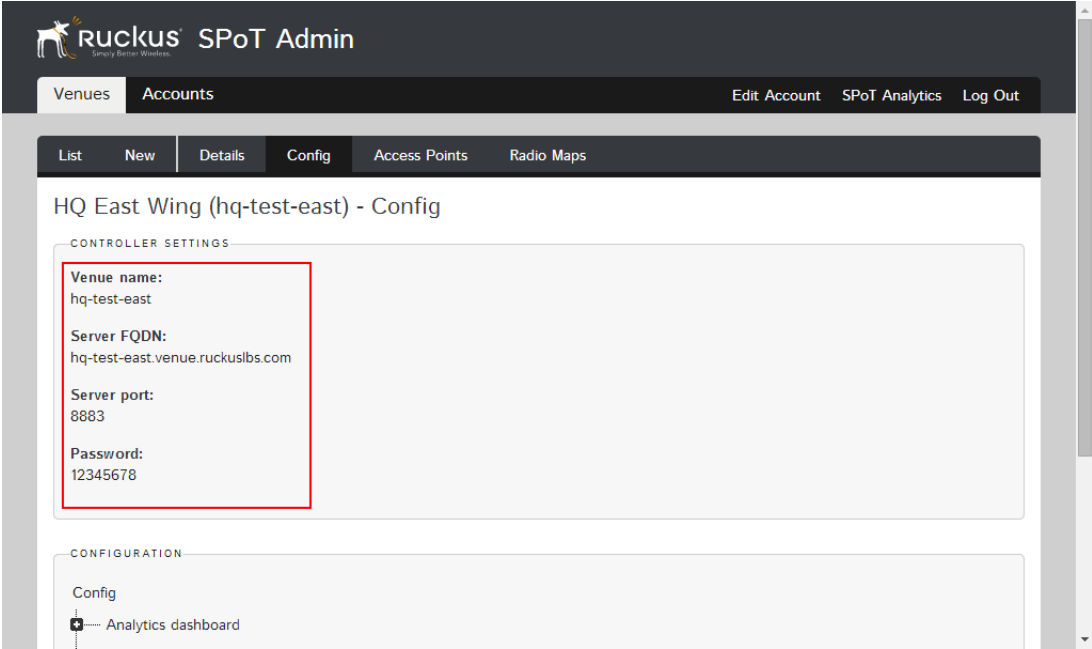 Ruckus SPoT Admin
Simply Better Wireless.
Venues Accounts Edit Account SPoT Analytics Log Out
List New Details Config Access Points Radio Maps
HQ East Wing (hq-test-east) - Config
CONTROLLER SETTINGS
Venue name:
hq-test-east
Server FQDN:
hq-test-east.venue.ruckuslbs.com
Server port:
8883
Password:
12345678
CONFIGURATION
Config
Analytics dashboard